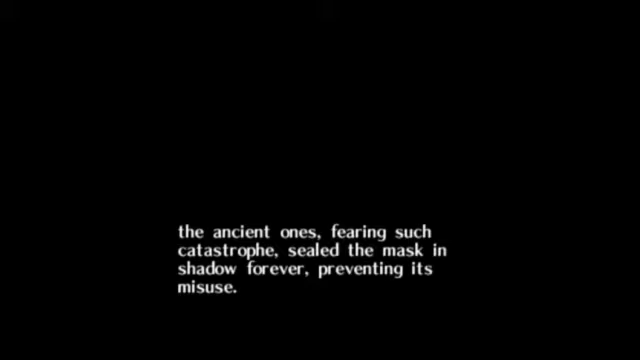 the ancient ones, fearing such
catastrophe, sealed the mask in
shadow forever, preventing its
misuse.